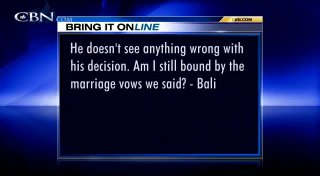 CBN.COM
BRING IT ONLINE
He doesn't see anything wrong with
his decision. Am I still bound by the
marriage vows we said? - Bali